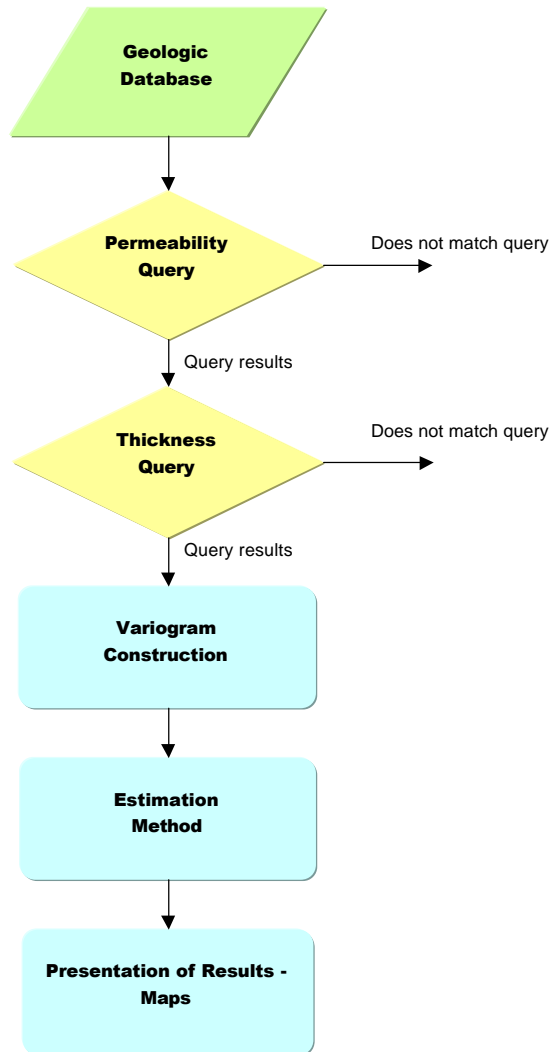 Geologic
Database
Permeability
Query
Does not match query
Query results
Thickness
Query
Does not match query
Query results
Variogram
Construction
Estimation
Method
Presentation of Results -
Maps